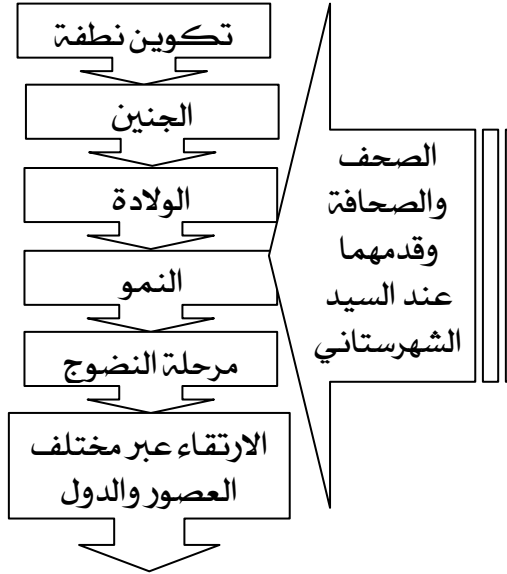 تكوين نطفة
الجنين
الولادة
النمو
مرحلة النضوج
الارتقاء عبر مختلف
العصور والدول
الصحف
والصحافة
وقدمهما
عند السيد
الشهرستاني